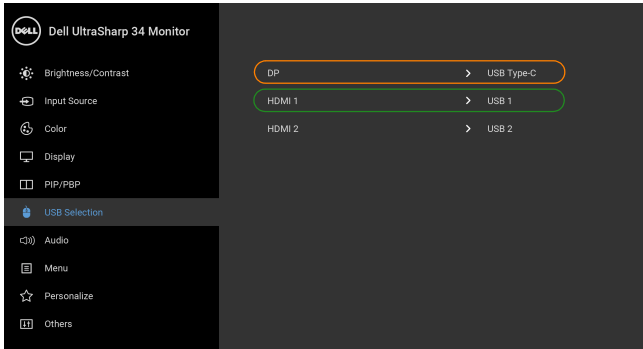 DELL Dell UltraSharp 34 Monitor
Brightness/Contrast
Input Source
Color
Display
PIP/PBP
USB Selection
Audio
Menu
Personalize
Others
DP > USB Type-C
HDMI 1 > USB 1
HDMI 2 > USB 2